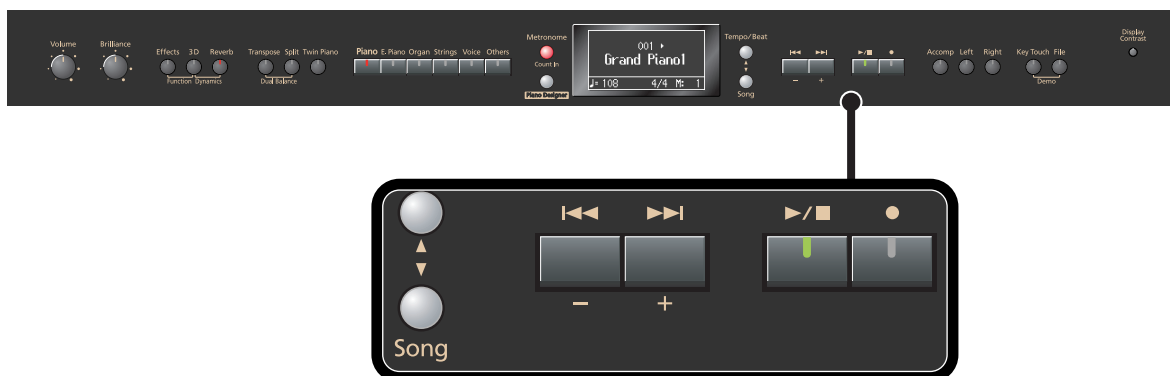 Volume
Brilliance
Effects 3D Reverb
Function Dynamics
Transpose Split Twin Piano
Dual Balance
Piano E. Piano Organ Strings Voice Others
Metronome
Count In
Piano Designer
001
Grand Piano1
♩= 108 4/4 M: 1
Tempo/Beat
Song
− +
Accomp Left Right
Key Touch File
Demo
Display
Contrast
− +
Song